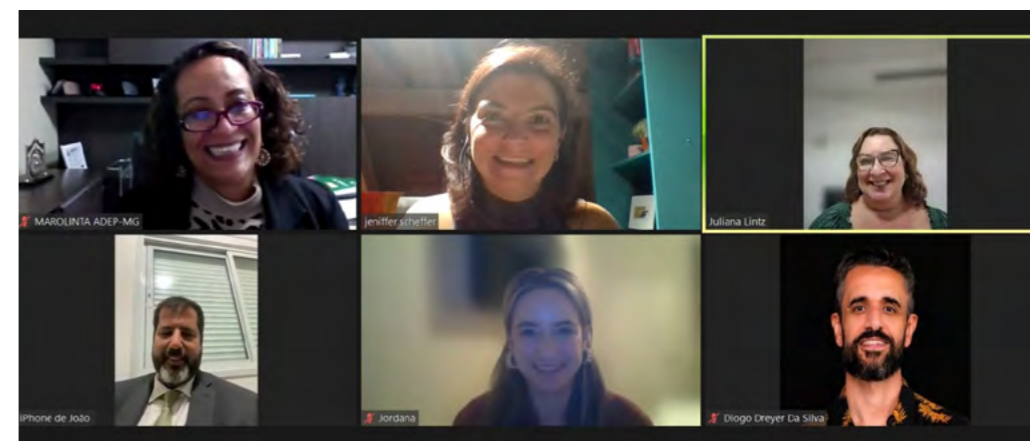 MAROLINTA ADEP-MG
jeniffer scheffer
Juliana Lintz
iPhone de João
Jordana
Diogo Dreyer Da Silva